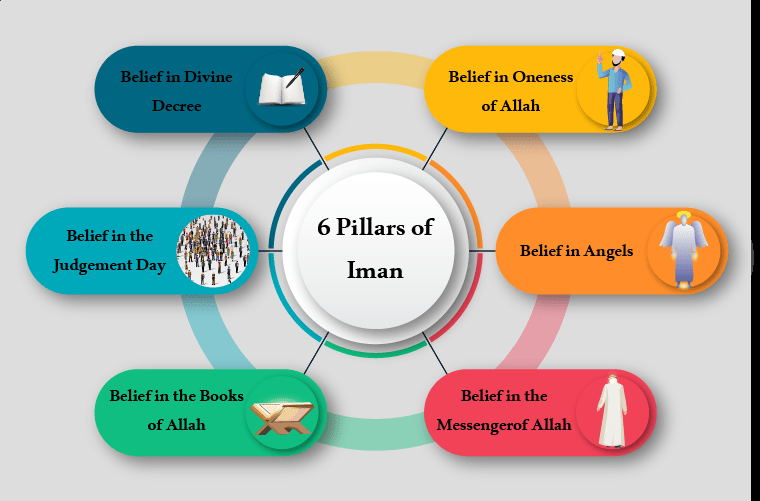 6 Pillars of
Iman
Belief in Oneness
of Allah
Belief in Angels
Belief in the
Messengerof Allah
Belief in the Books
of Allah
Belief in the
Judgement Day
Belief in Divine
Decree